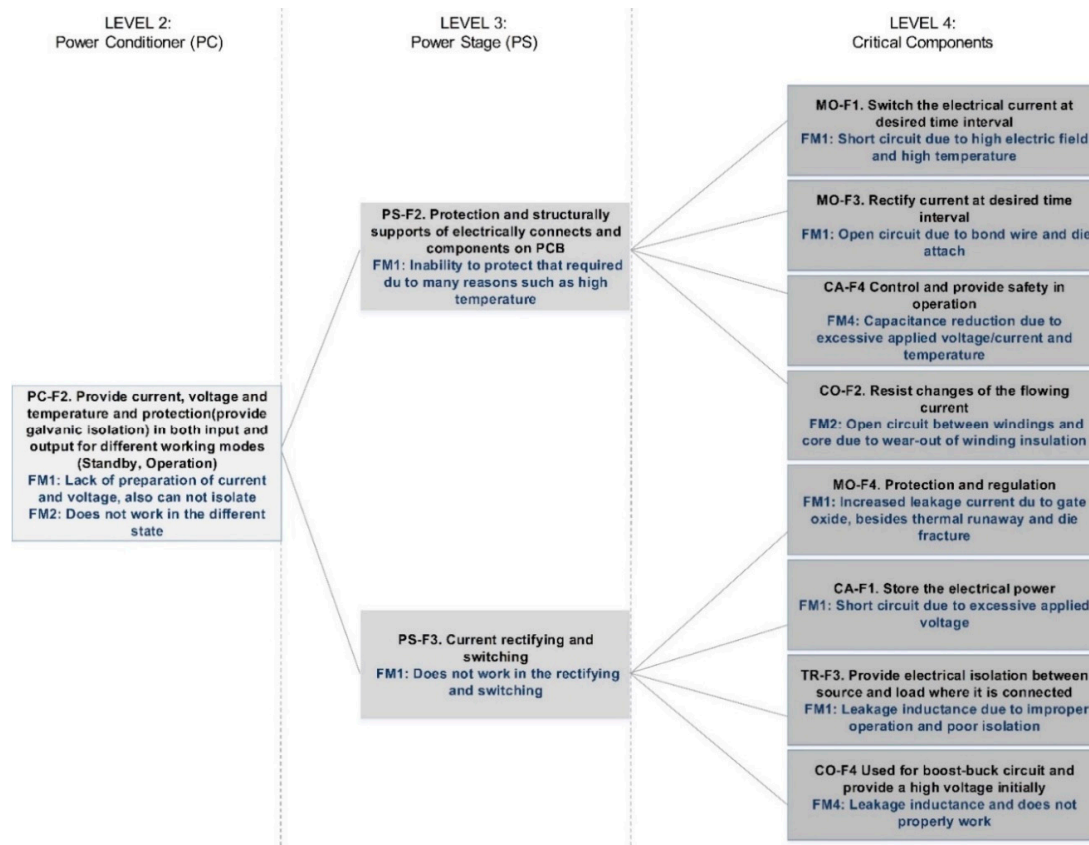 LEVEL 2:
Power Conditioner (PC)
LEVEL 3:
Power Stage (PS)
LEVEL 4:
Critical Components
PC-F2. Provide current, voltage and
temperature and protection(provide
galvanic isolation) in both input and
output for different working modes
(Standby, Operation)
FM1: Lack of preparation of current
and voltage, also can not isolate
FM2: Does not work in the different
state
PS-F2. Protection and structurally
supports of electrically connects and
components on PCB
FM1: Inability to protect that required
du to many reasons such as high
temperature
PS-F3. Current rectifying and
switching
FM1: Does not work in the rectifying
and switching
MO-F1. Switch the electrical current at
desired time interval
FM1: Short circuit due to high electric field
and high temperature
MO-F3. Rectify current at desired time
interval
FM1: Open circuit due to bond wire and die
attach
CA-F4 Control and provide safety in
operation
FM4: Capacitance reduction due to
excessive applied voltage/current and
temperature
CO-F2. Resist changes of the flowing
current
FM2: Open circuit between windings and
core due to wear-out of winding insulation
MO-F4. Protection and regulation
FM1: Increased leakage current du to gate
oxide, besides thermal runaway and die
fracture
CA-F1. Store the electrical power
FM1: Short circuit due to excessive applied
voltage
TR-F3. Provide electrical isolation between
source and load where it is connected
FM1: Leakage inductance due to improper
operation and poor isolation
CO-F4 Used for boost-buck circuit and
provide a high voltage initially
FM4: Leakage inductance and does not
properly work